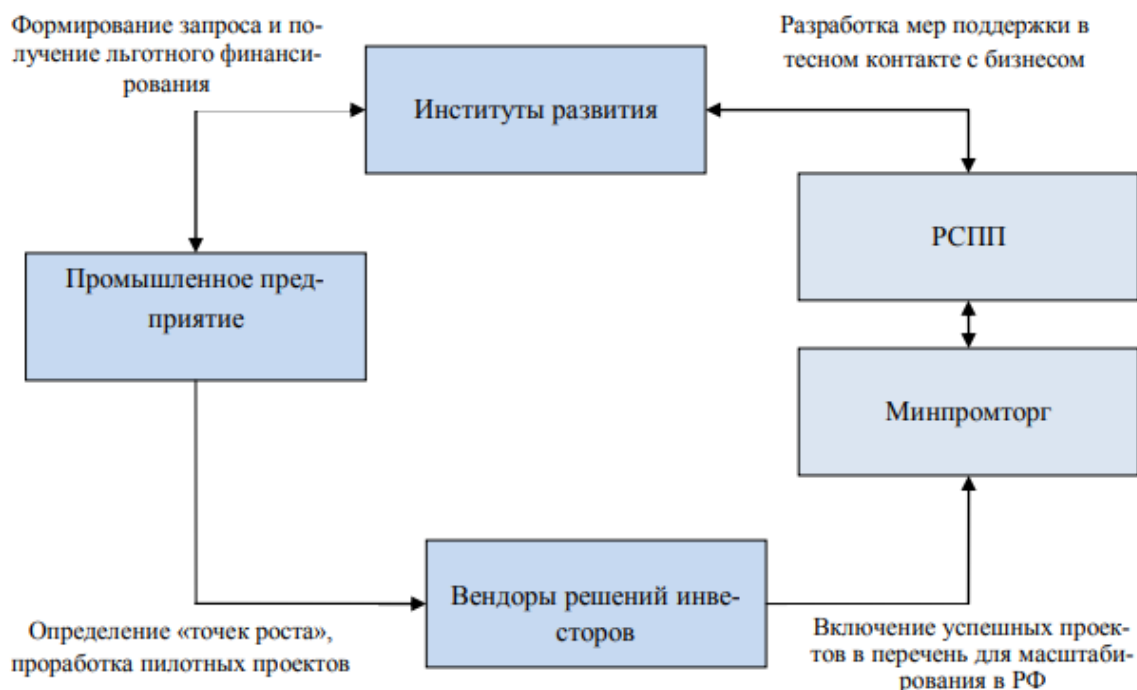 Формирование запроса и по-
лучение льготного финанси-
рования
Разработка мер поддержки в
тесном контакте с бизнесом
Институты развития
РСПП
Промышленное пред-
приятие
Минпромторг
Вендоры решений инве-
сторов
Определение «точек роста»,
проработка пилотных проектов
Включение успешных проек-
тов в перечень для масштаби-
рования в РФ